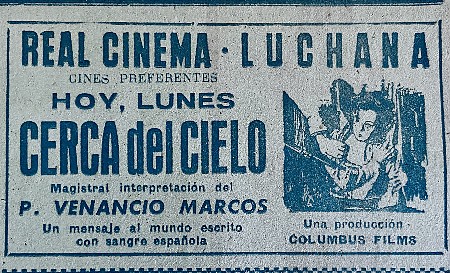 REAL CINEMA · LUCHANA
CINES PREFERENTES
HOY, LUNES
CERCA del CIELO
Magistral interpretación del
P. VENANCIO MARCOS
Un mensaje al mundo escrito
con sangre española
Una producción
COLUMBUS FILMS